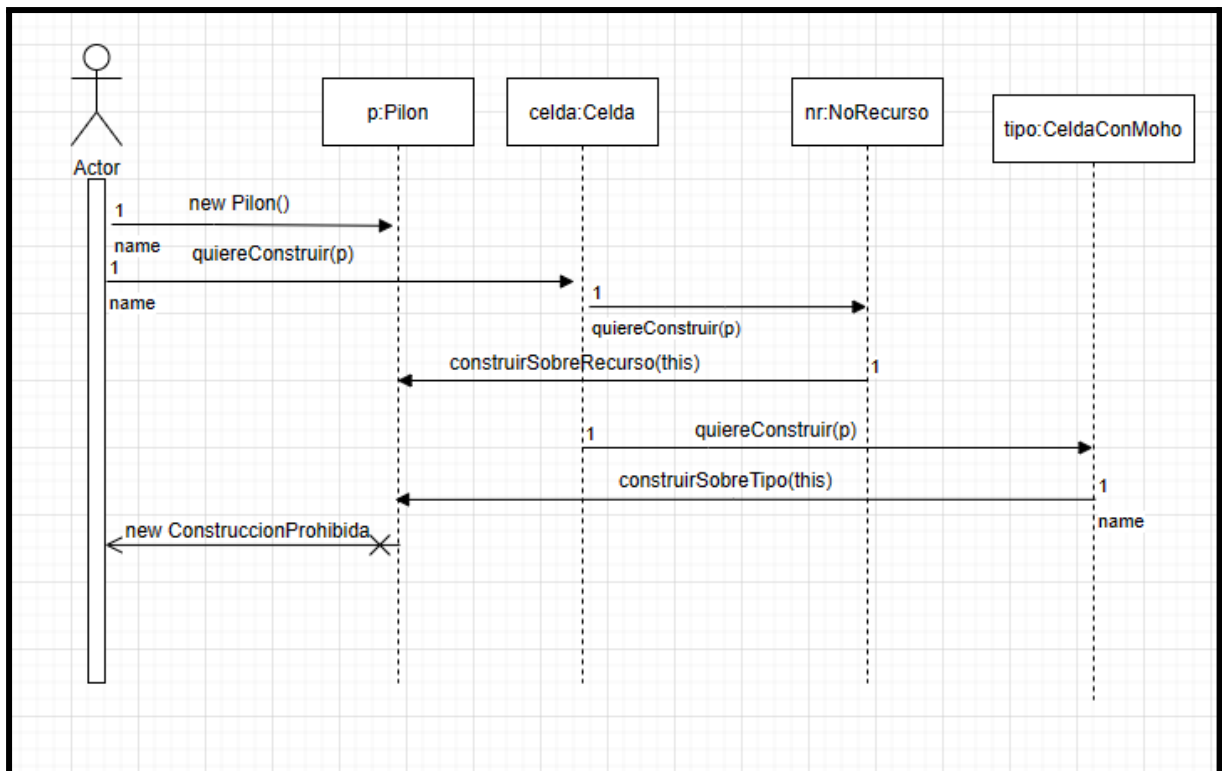 p:Pilon
celda:Celda
nr:NoRecurso
tipo:CeldaConMoho
Actor
new Pilon()
1
name
quiereConstruir(p)
1
name
1
quiereConstruir(p)
construirSobreRecurso(this)
1
quiereConstruir(p)
1
construirSobreTipo(this)
1
name
new ConstruccionProhibida